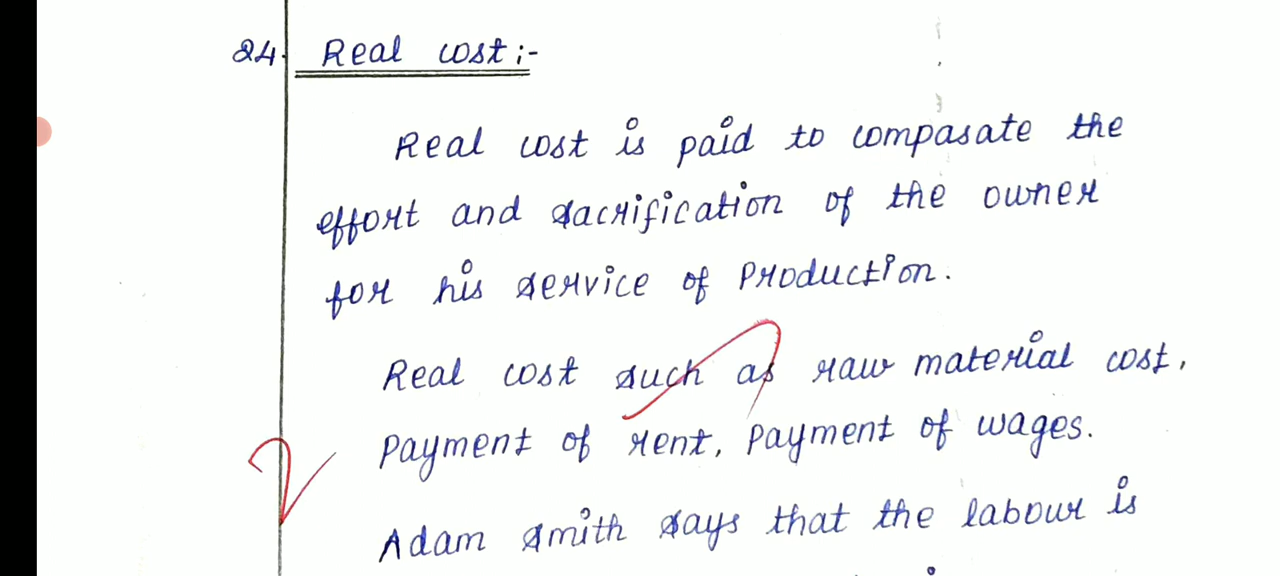 24. Real cost :-
Real cost is paid to compasate the
effort and sacrification of the owner
for his service of Production.
Real cost such as raw material cost,
Payment of rent, Payment of wages.
2
Adam smith says that the labour is